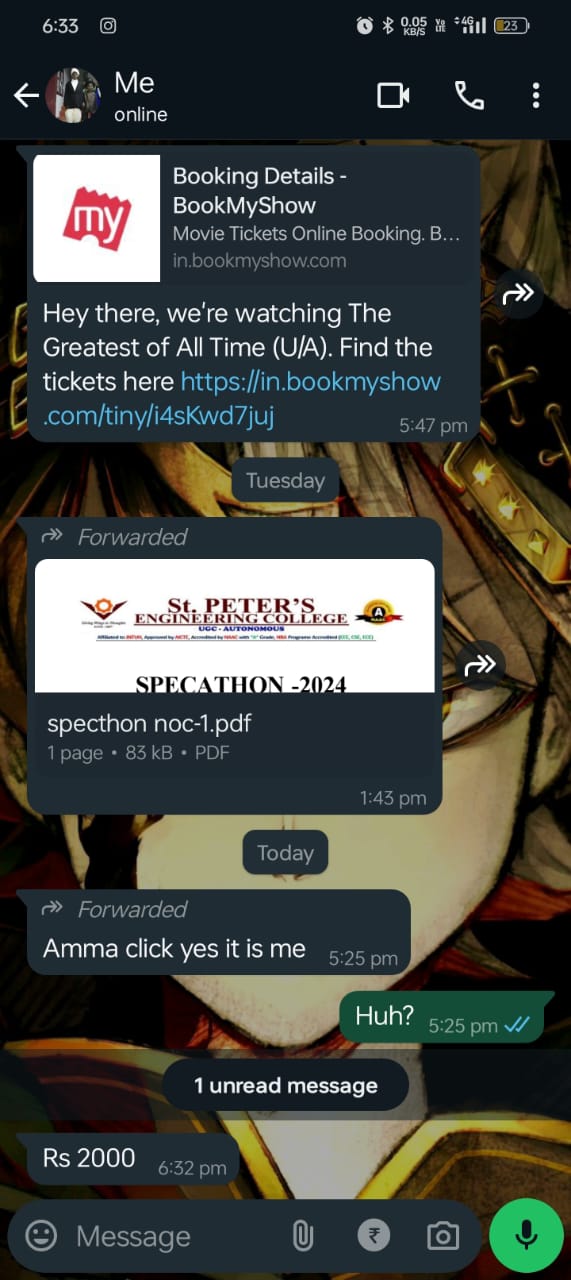 6:33
0.05 KB/S
Vo LTE
4G
23
Me
online
my
Booking Details -
BookMyShow
Movie Tickets Online Booking. B...
in.bookmyshow.com
Hey there, we're watching The
Greatest of All Time (U/A). Find the
tickets here https://in.bookmyshow
.com/tiny/i4sKwd7juj
5:47 pm
Tuesday
Forwarded
St. PETER'S
ENGINEERING COLLEGE
UGC - AUTONOMOUS
SPECATHON -2024
specthon noc-1.pdf
1 page • 83 kB • PDF
1:43 pm
Today
Forwarded
Amma click yes it is me
5:25 pm
Huh?
5:25 pm
1 unread message
Rs 2000
6:32 pm
Message
₹